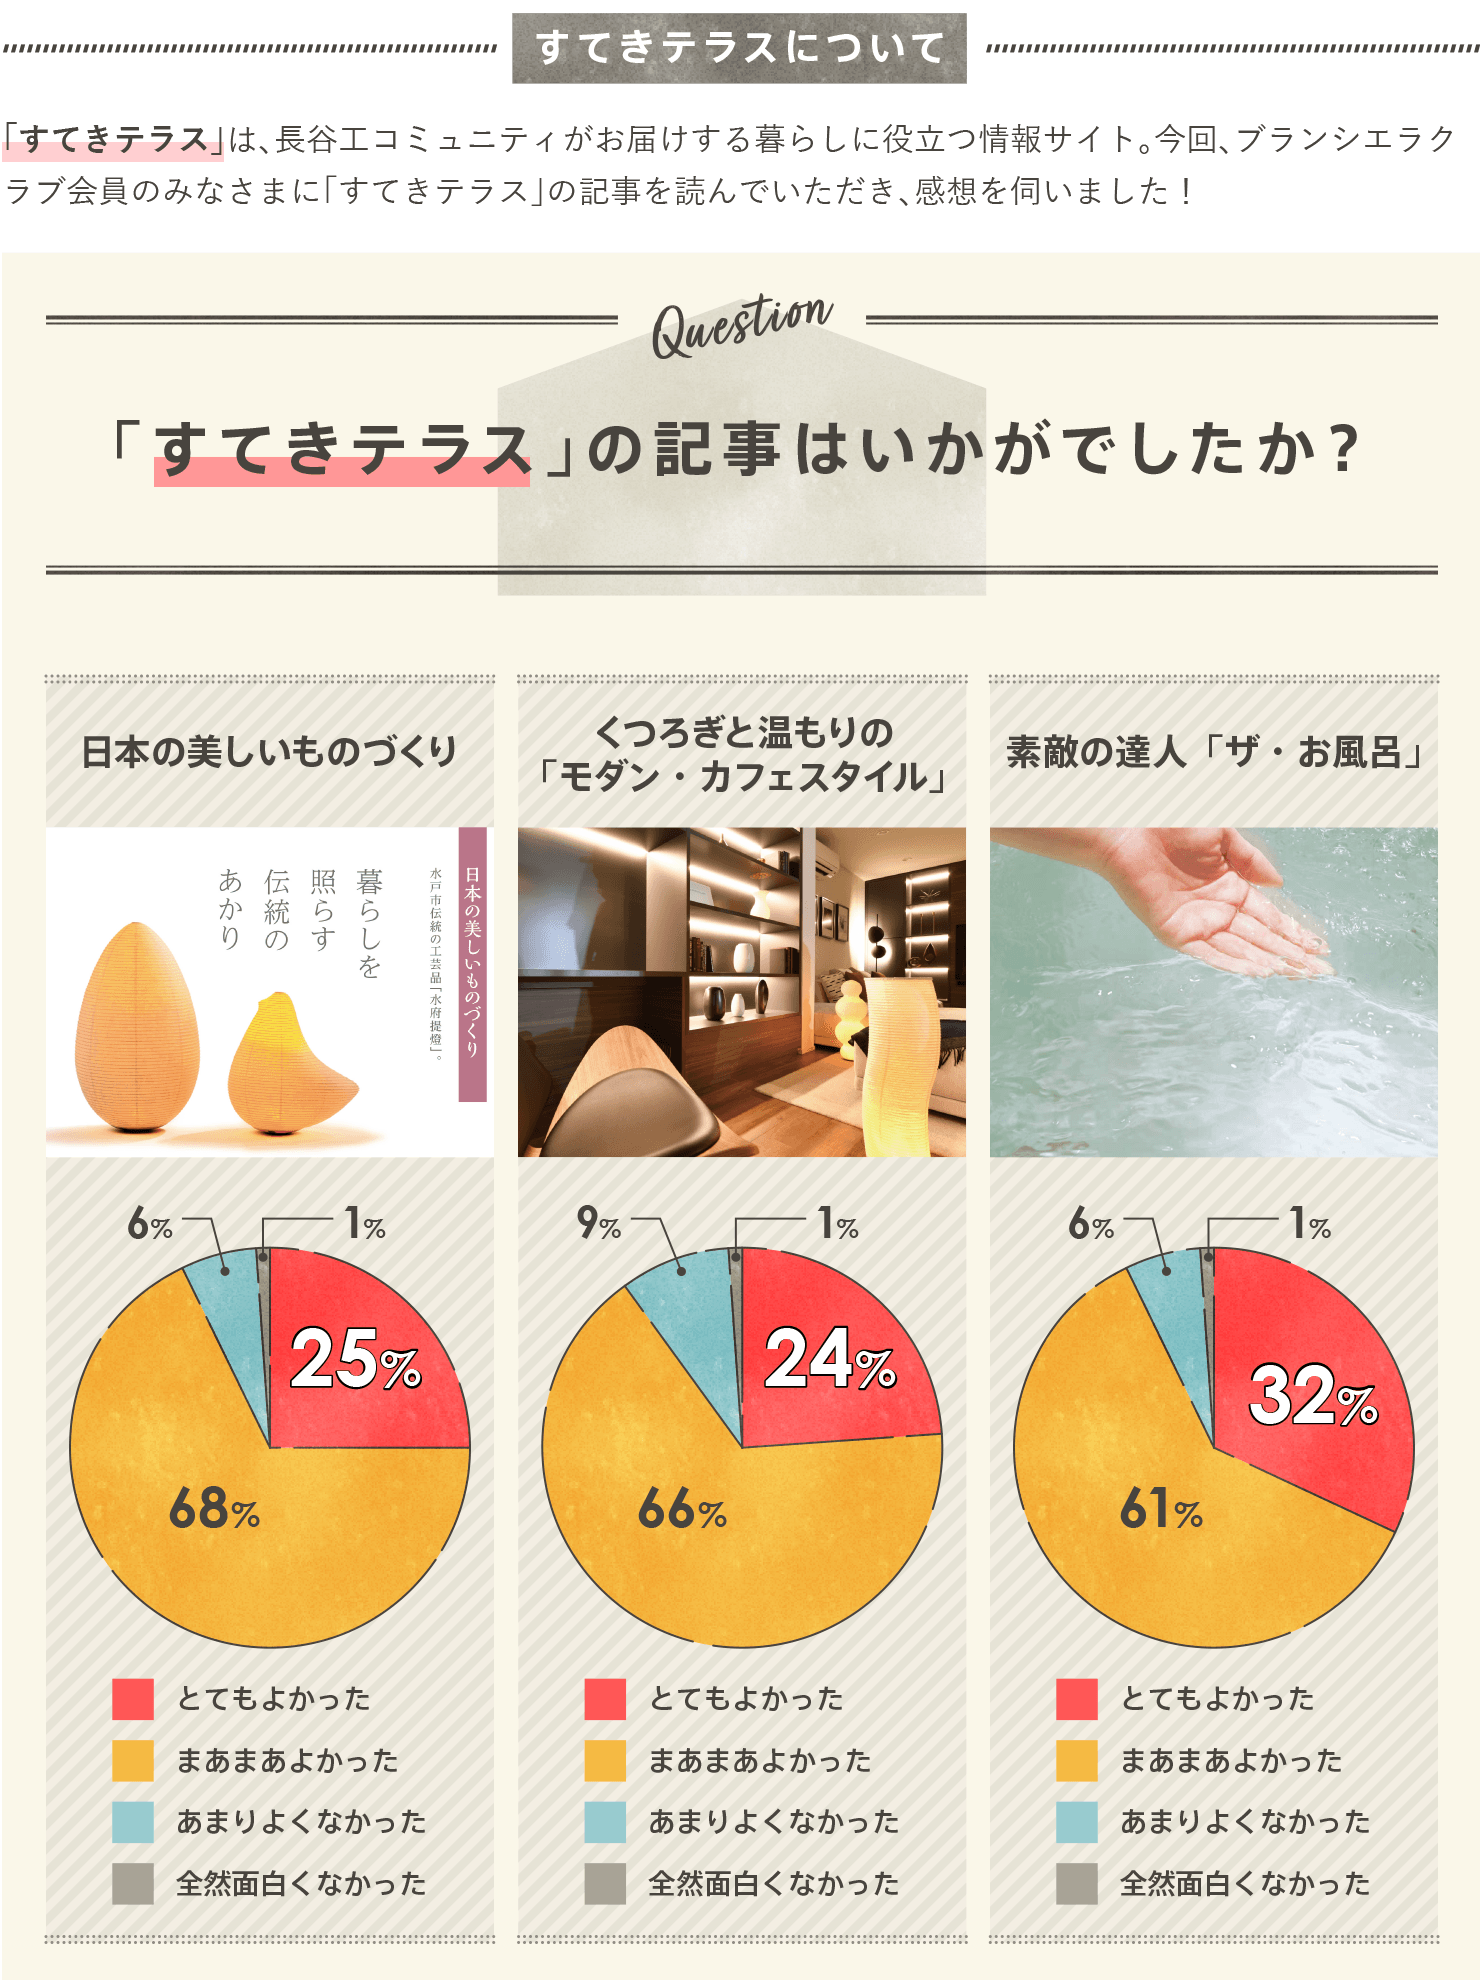 すてきテラスについて
「すてきテラス」は、長谷工コミュニティがお届けする暮らしに役立つ情報サイト。今回、ブランシエラク
ラブ会員のみなさまに「すてきテラス」の記事を読んでいただき、感想を伺いました！
Question
「すてきテラス」の記事はいかがでしたか？
日本の美しいものづくり
日本の美しいものづくり
水戸市伝統の工芸品「水府提燈」。
暮らしを
照らす
伝統の
あかり
6%
1%
25%
68%
とてもよかった
まあまあよかった
あまりよくなかった
全然面白くなかった
くつろぎと温もりの
「モダン・カフェスタイル」
9%
1%
24%
66%
とてもよかった
まあまあよかった
あまりよくなかった
全然面白くなかった
素敵の達人「ザ・お風呂」
6%
1%
32%
61%
とてもよかった
まあまあよかった
あまりよくなかった
全然面白くなかった